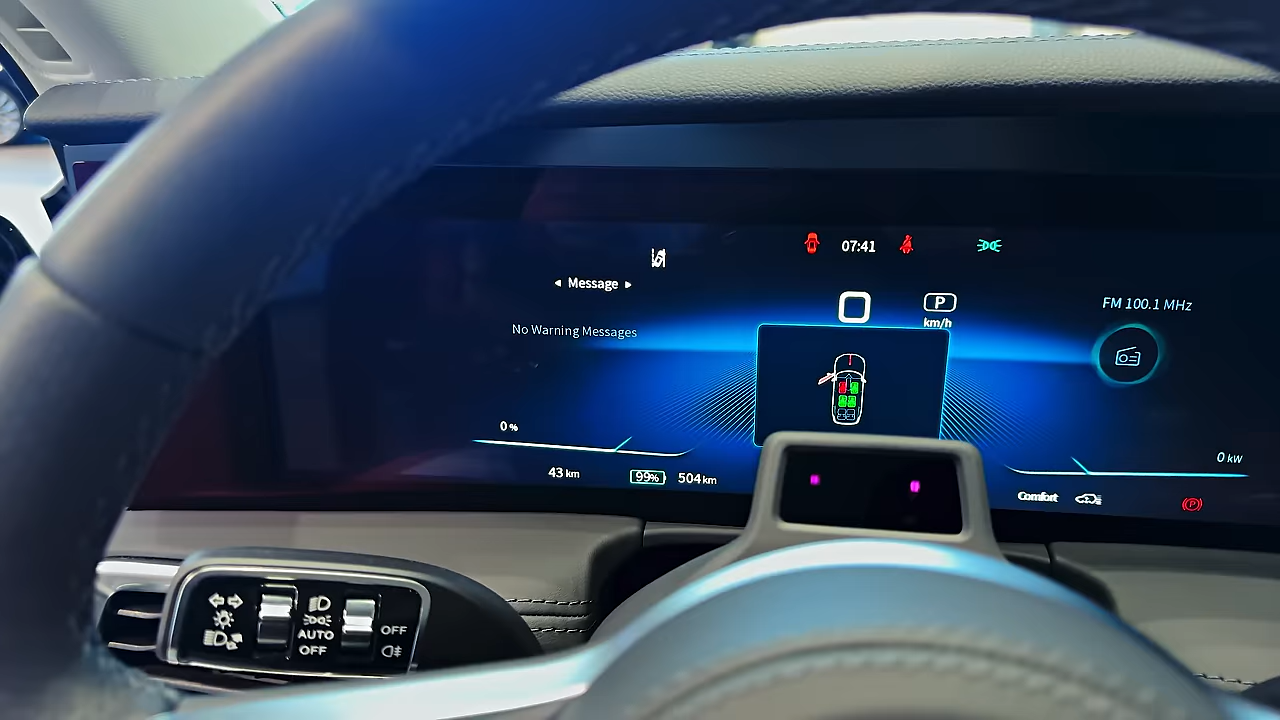 07:41
◂ Message ▸
P
km/h
FM 100.1 MHz
No Warning Messages
0 %
0 kW
43 km
99%
504 km
Comfort
P
AUTO
OFF
OFF